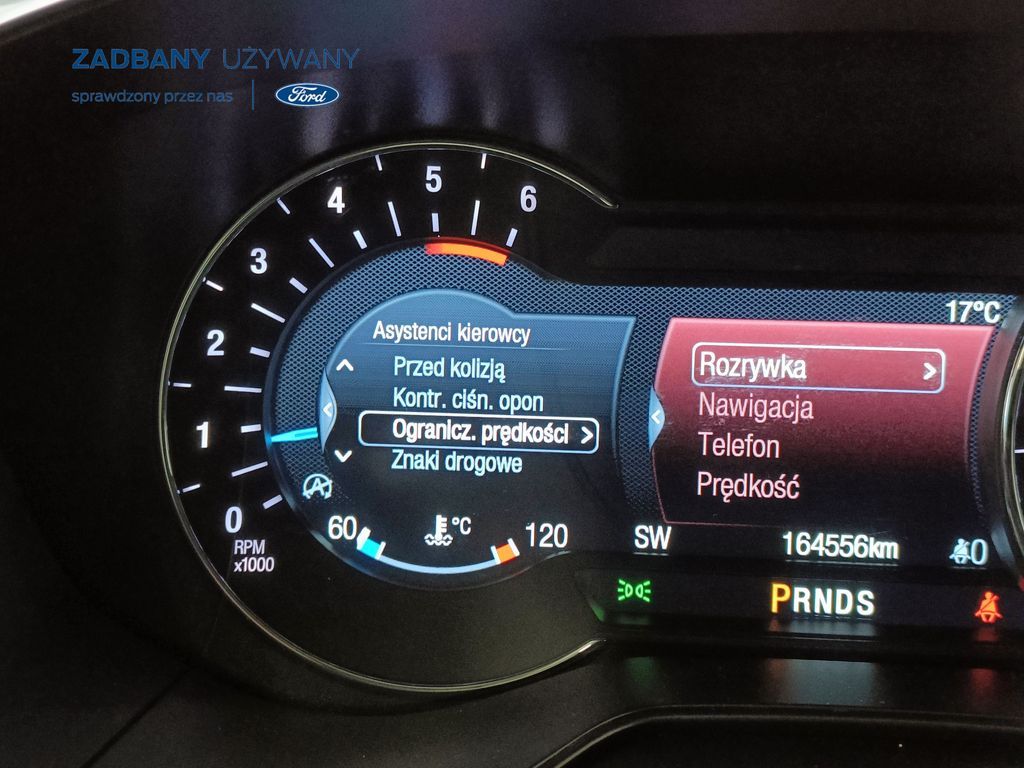 ZADBANY UŻYWANY
sprawdzony przez nas
Ford
0
1
2
3
4
5
6
RPM
x1000
Asystenci kierowcy
Przed kolizją
Kontr. ciśn. opon
Ogranicz. prędkości
Znaki drogowe
60
°C
120
17°C
Rozrywka
Nawigacja
Telefon
Prędkość
SW
164556km
0
PRNDS